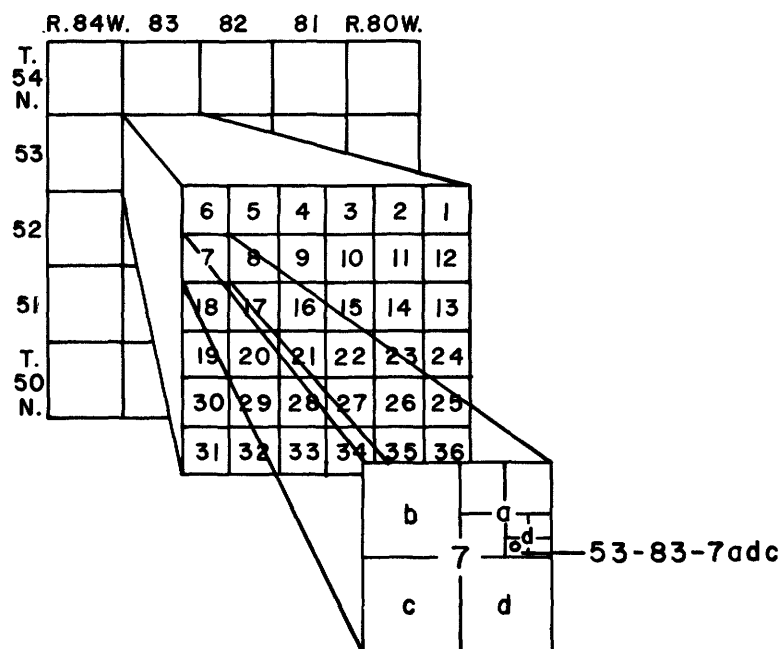 R.84W. 83 82 81 R.80W.
T.
54
N.
53
52
51
T.
50
N.
6 5 4 3 2 1
7 8 9 10 11 12
18 17 16 15 14 13
19 20 21 22 23 24
30 29 28 27 26 25
31 32 33 34 35 36
b a
d
7 53-83-7adc
c d